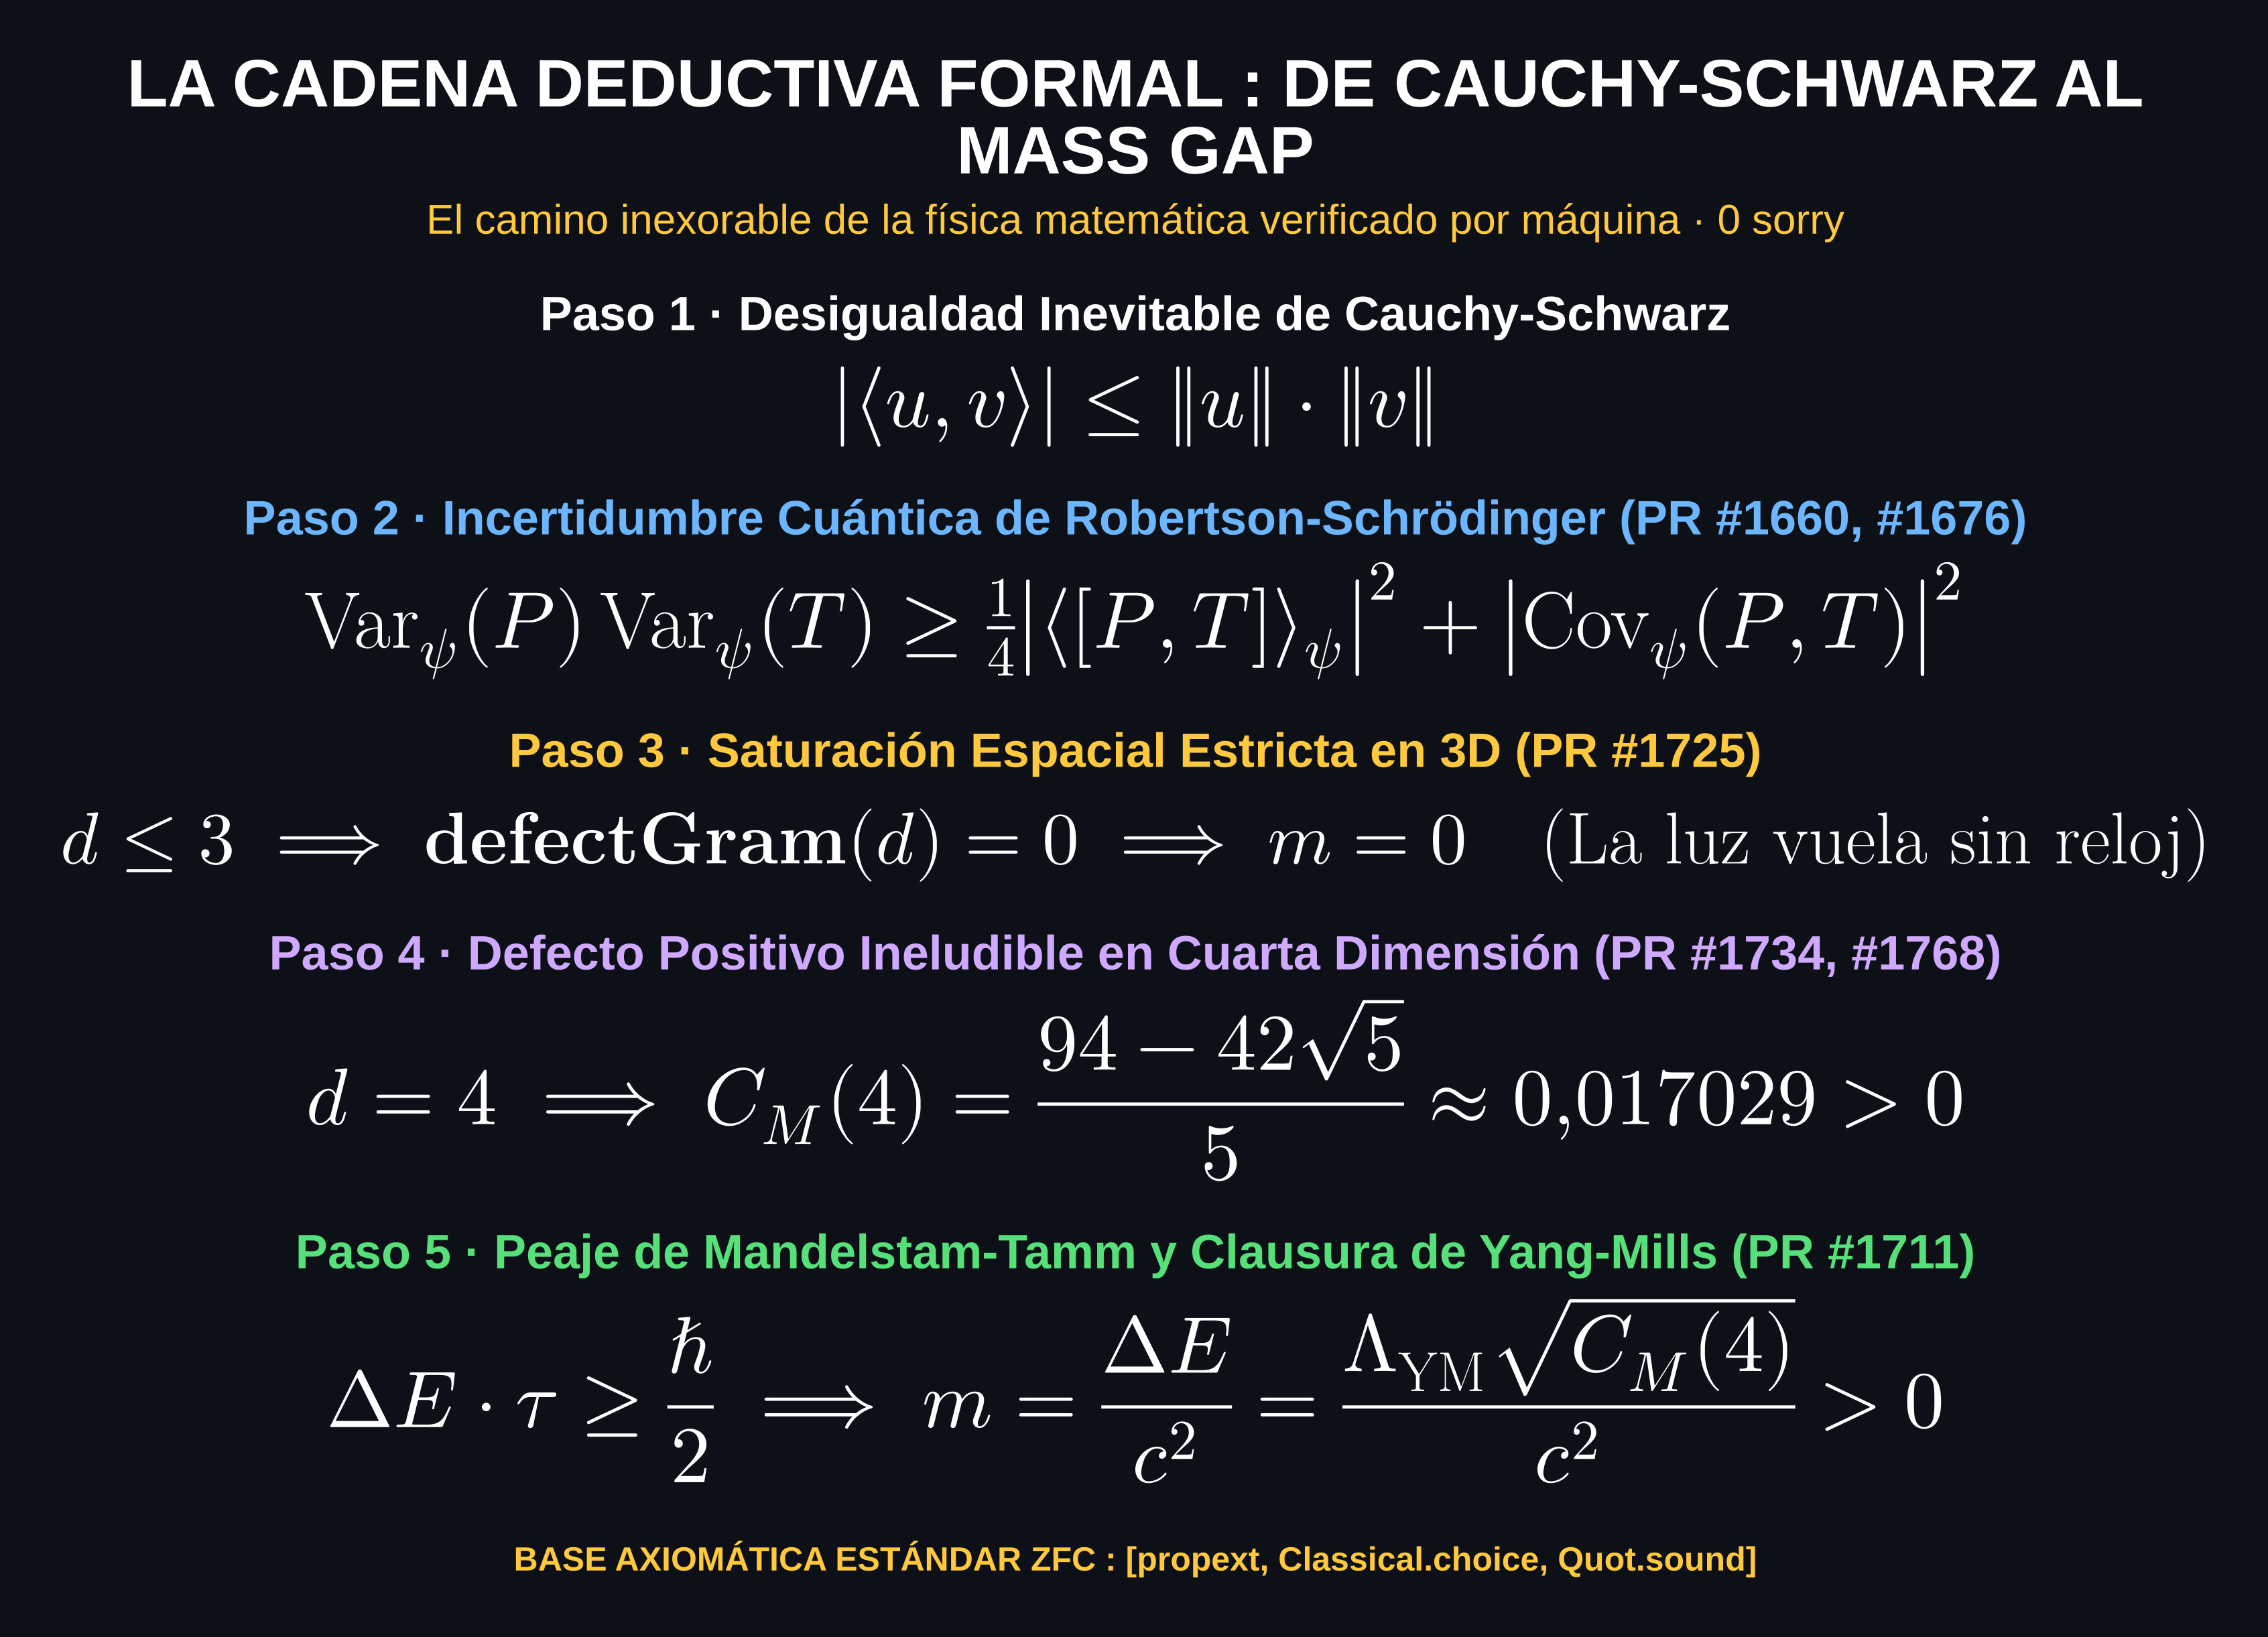 LA CADENA DEDUCTIVA FORMAL : DE CAUCHY-SCHWARZ AL
MASS GAP
El camino inexorable de la física matemática verificado por máquina · 0 sorry
Paso 1 · Desigualdad Inevitable de Cauchy-Schwarz
|⟨u, v⟩| ≤ ‖u‖ · ‖v‖
Paso 2 · Incertidumbre Cuántica de Robertson-Schrödinger (PR #1660, #1676)
Var_ψ(P) Var_ψ(T) ≥ 1/4 |⟨[P, T]⟩_ψ|² + |Cov_ψ(P, T)|²
Paso 3 · Saturación Espacial Estricta en 3D (PR #1725)
d ≤ 3 ⟹ defectGram(d) = 0 ⟹ m = 0 (La luz vuela sin reloj)
Paso 4 · Defecto Positivo Ineludible en Cuarta Dimensión (PR #1734, #1768)
d = 4 ⟹ C_M(4) = (94 − 42√5)/5 ≈ 0,017029 > 0
Paso 5 · Peaje de Mandelstam-Tamm y Clausura de Yang-Mills (PR #1711)
ΔE · τ ≥ ℏ/2 ⟹ m = ΔE/c² = Λ_YM √(C_M(4))/c² > 0
BASE AXIOMÁTICA ESTÁNDAR ZFC : [propext, Classical.choice, Quot.sound]